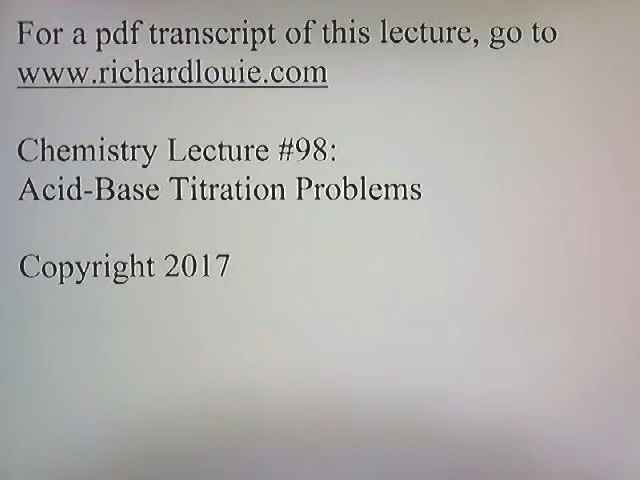 For a pdf transcript of this lecture, go to
www.richardlouie.com
Chemistry Lecture #98:
Acid-Base Titration Problems
Copyright 2017